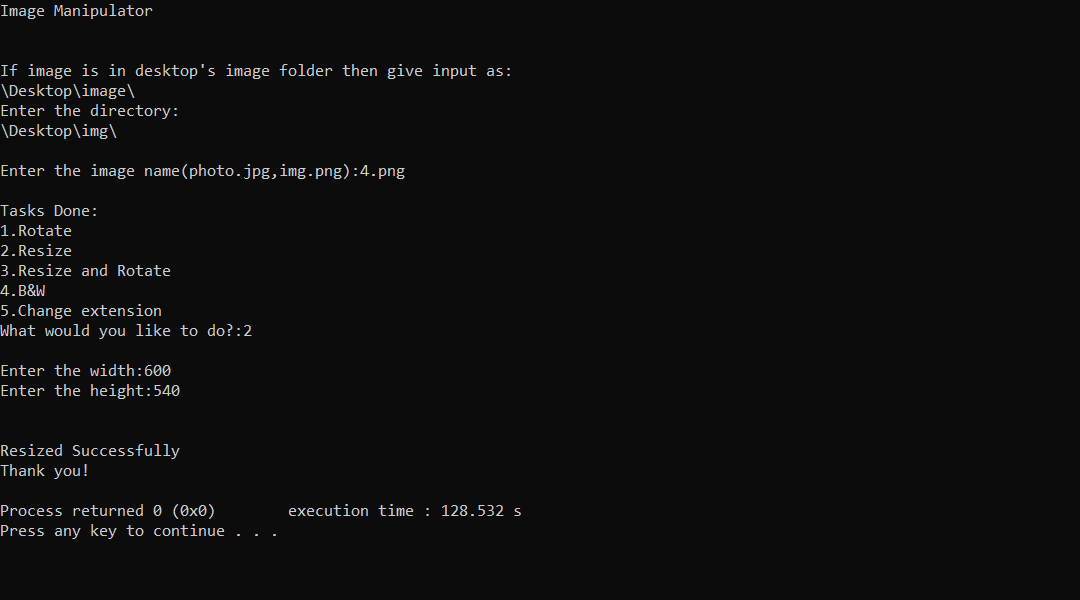 Image Manipulator
If image is in desktop's image folder then give input as:
\Desktop\image\
Enter the directory:
\Desktop\img\
Enter the image name(photo.jpg,img.png):4.png
Tasks Done:
1.Rotate
2.Resize
3.Resize and Rotate
4.B&W
5.Change extension
What would you like to do?:2
Enter the width:600
Enter the height:540
Resized Successfully
Thank you!
Process returned 0 (0x0)        execution time : 128.532 s
Press any key to continue . . .